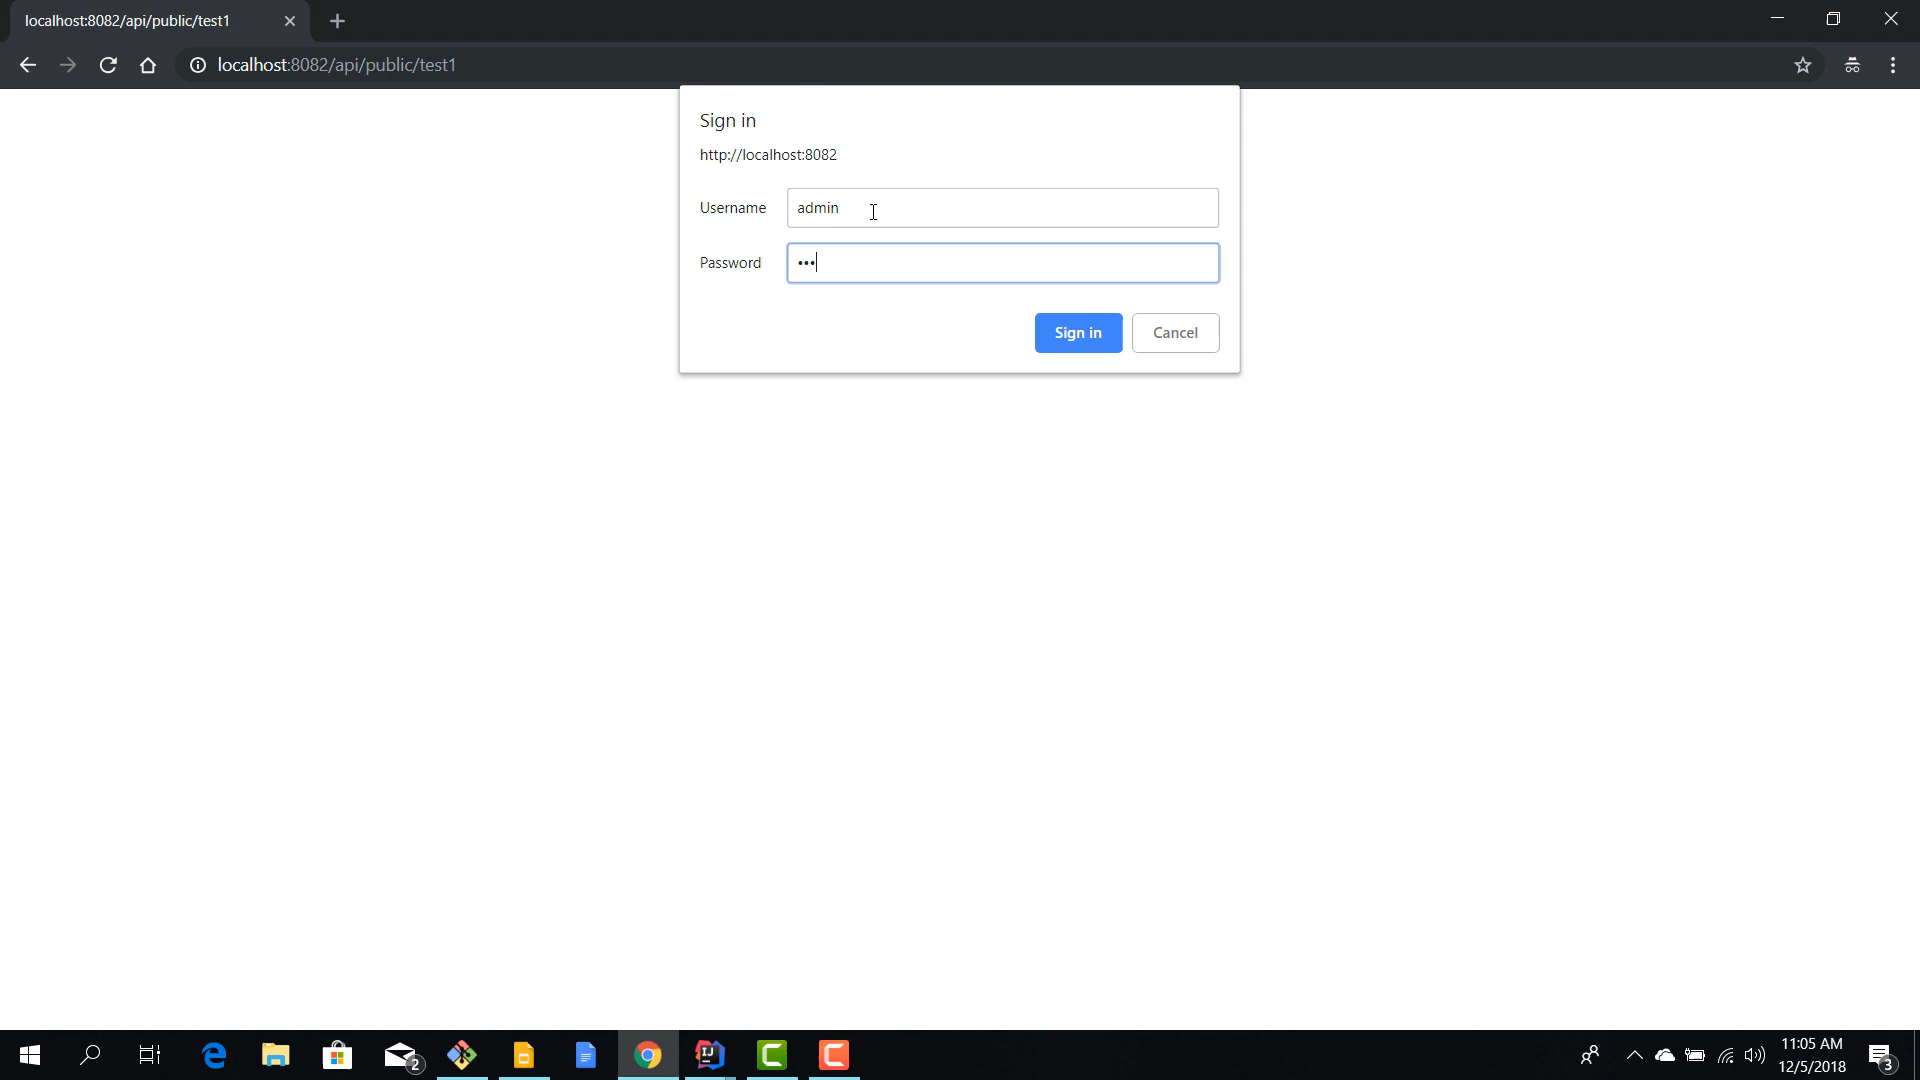 localhost:8082/api/public/test1
localhost:8082/api/public/test1
Sign in
http://localhost:8082
Username admin
Password •••
Sign in Cancel
2
IJ
11:05 AM
12/5/2018
3